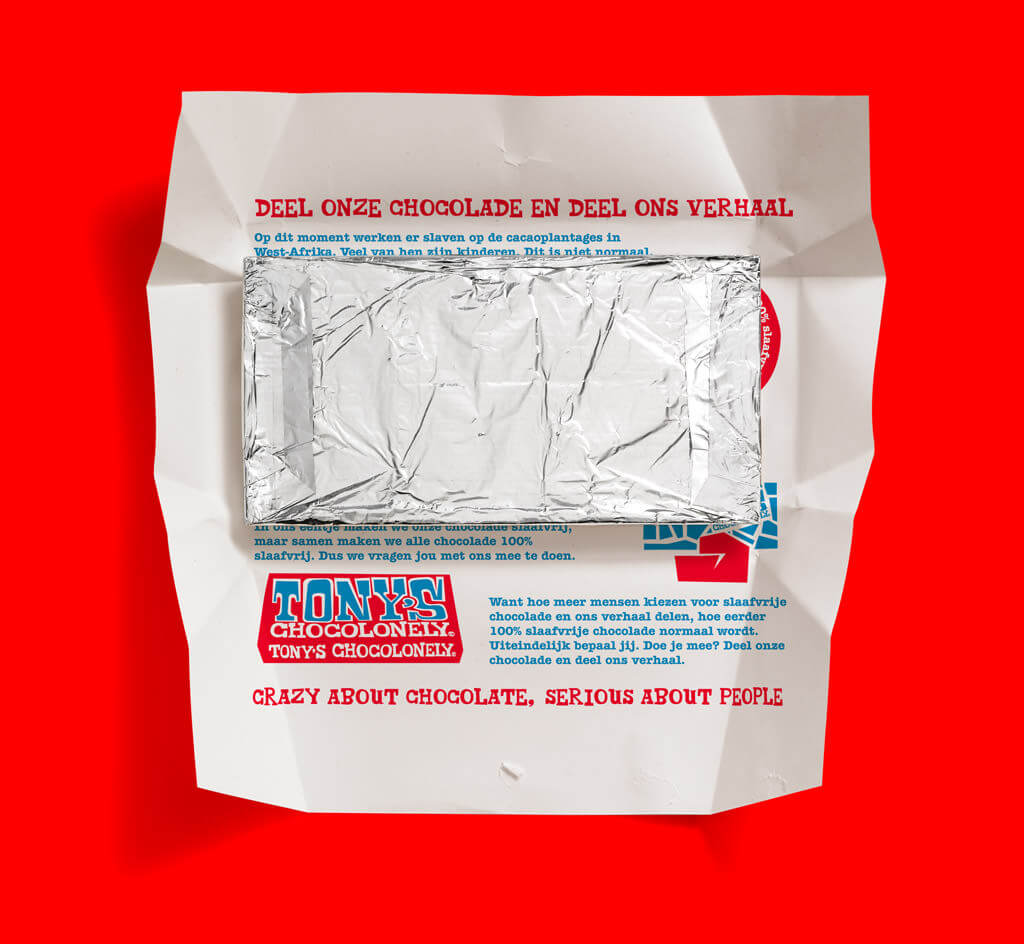 DEEL ONZE CHOCOLADE EN DEEL ONS VERHAAL
Op dit moment werken er slaven op de cacaoplantages in
West-Afrika. Veel van hen zijn kinderen. Dit is niet normaal.
0% slaafv
In ons eentje maken we onze chocolade slaafvrij,
maar samen maken we alle chocolade 100%
slaafvrij. Dus we vragen jou met ons mee te doen.
TONY'S
CHOCOLONELY®
TONY'S CHOCOLONELY®
Want hoe meer mensen kiezen voor slaafvrije
chocolade en ons verhaal delen, hoe eerder
100% slaafvrije chocolade normaal wordt.
Uiteindelijk bepaal jij. Doe je mee? Deel onze
chocolade en deel ons verhaal.
CRAZY ABOUT CHOCOLATE, SERIOUS ABOUT PEOPLE